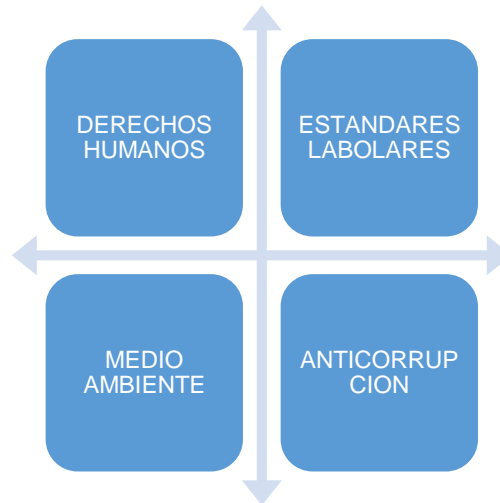 DERECHOS
HUMANOS
ESTANDARES
LABOLARES
MEDIO
AMBIENTE
ANTICORRUP
CION